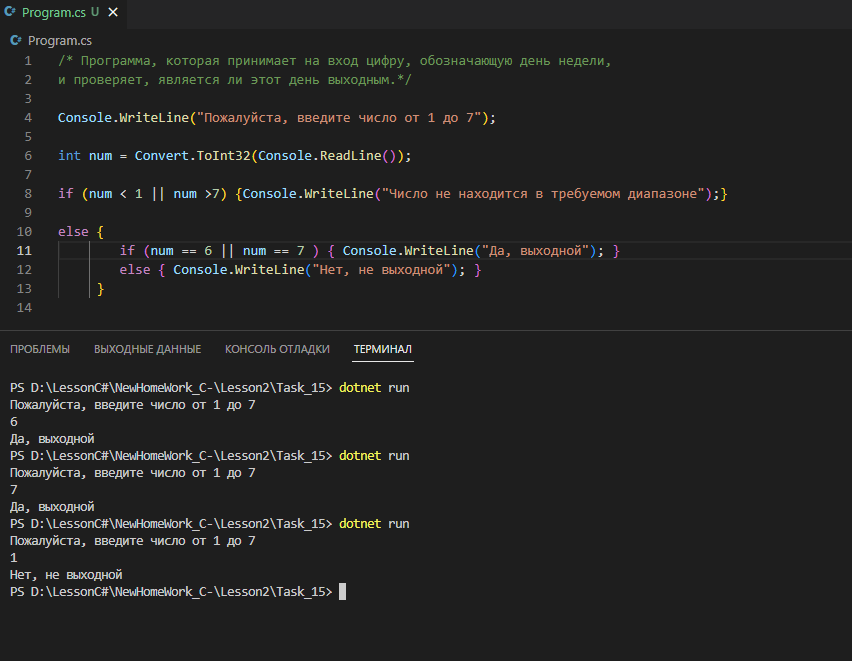 C# Program.cs U ×
C# Program.cs
1 /* Программа, которая принимает на вход цифру, обозначающую день недели,
2 и проверяет, является ли этот день выходным.*/
3
4 Console.WriteLine("Пожалуйста, введите число от 1 до 7");
5
6 int num = Convert.ToInt32(Console.ReadLine());
7
8 if (num < 1 || num >7) {Console.WriteLine("Число не находится в требуемом диапазоне");}
9
10 else {
11 if (num == 6 || num == 7 ) { Console.WriteLine("Да, выходной"); }
12 else { Console.WriteLine("Нет, не выходной"); }
13 }
14
ПРОБЛЕМЫ ВЫХОДНЫЕ ДАННЫЕ КОНСОЛЬ ОТЛАДКИ ТЕРМИНАЛ
PS D:\LessonC#\NewHomeWork_C-\Lesson2\Task_15> dotnet run
Пожалуйста, введите число от 1 до 7
6
Да, выходной
PS D:\LessonC#\NewHomeWork_C-\Lesson2\Task_15> dotnet run
Пожалуйста, введите число от 1 до 7
7
Да, выходной
PS D:\LessonC#\NewHomeWork_C-\Lesson2\Task_15> dotnet run
Пожалуйста, введите число от 1 до 7
1
Нет, не выходной
PS D:\LessonC#\NewHomeWork_C-\Lesson2\Task_15>